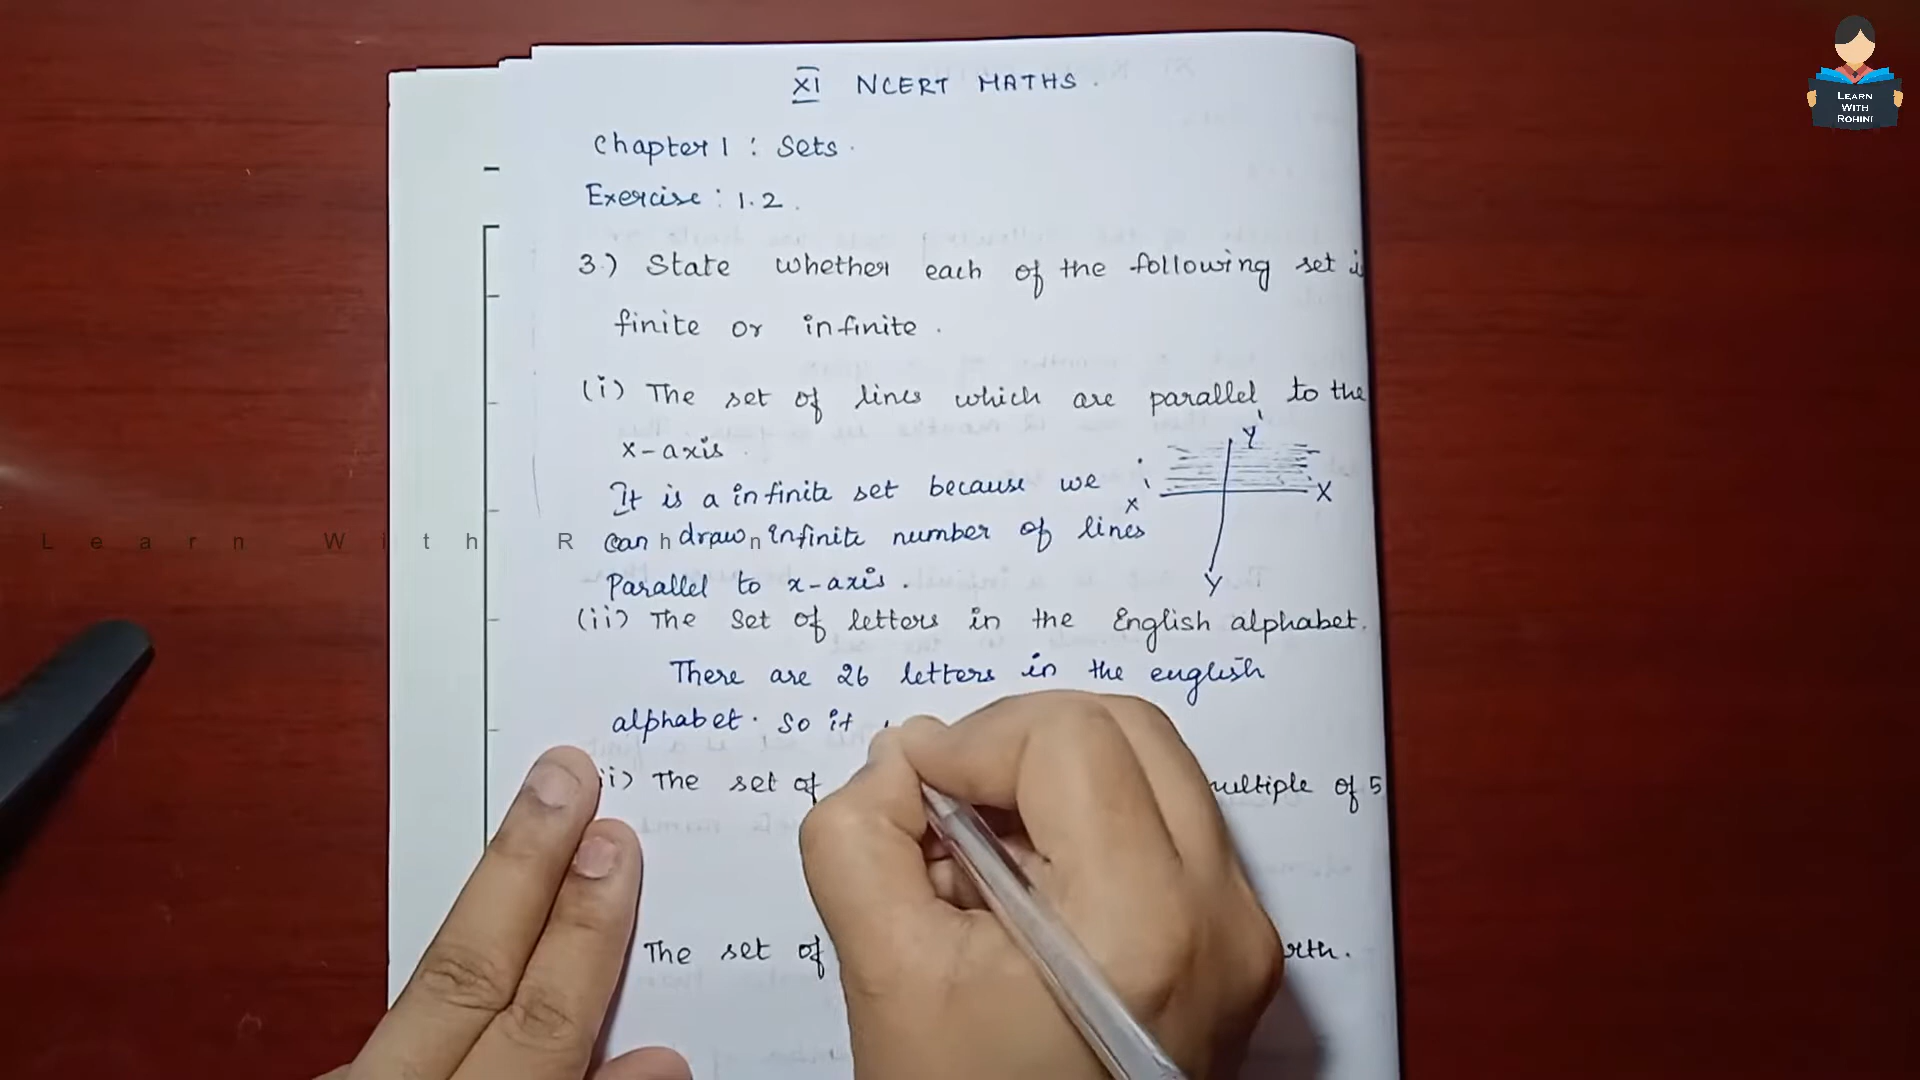 XI NCERT MATHS.
Chapter 1 : Sets.
Exercise : 1.2.
3.) State whether each of the following set is
finite or infinite.
(i) The set of lines which are parallel to the
x-axis.
It is a infinite set because we
can draw infinite number of lines
Parallel to x-axis.
Y'
X' X
Y
(ii) The Set of letters in the English alphabet.
There are 26 letters in the english
alphabet. So it
ii) The set of multiple of 5
The set of
LEARN
WITH
ROHINI
Learn With R h n